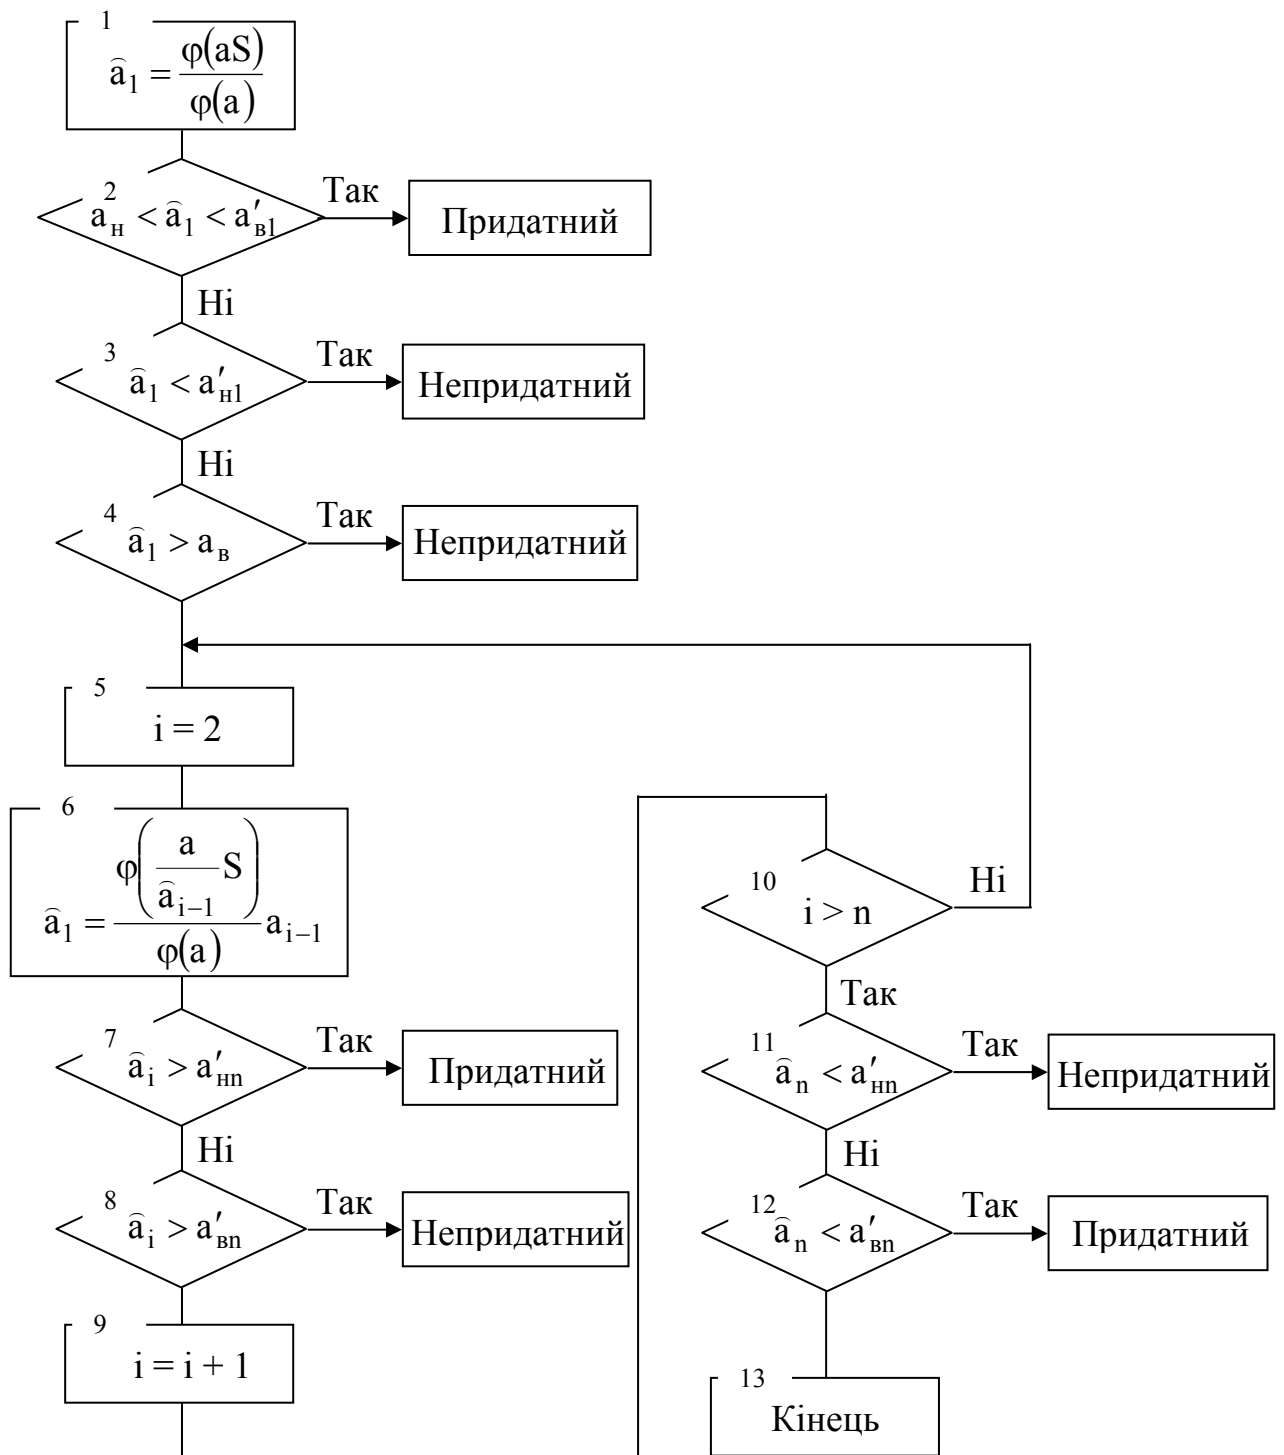 1
â₁ = φ(aS) / φ(a)
2
aн < â₁ < a′в1
Так
Придатний
Ні
3
â₁ < a′н1
Так
Непридатний
Ні
4
â₁ > aв
Так
Непридатний
5
i = 2
6
â₁ = φ(a / âᵢ₋₁ S) / φ(a) aᵢ₋₁
7
âᵢ > a′нn
Так
Придатний
Ні
8
âᵢ > a′вn
Так
Непридатний
9
i = i + 1
10
i > n
Ні
Так
11
âₙ < a′нn
Так
Непридатний
Ні
12
âₙ < a′вn
Так
Придатний
13
Кінець